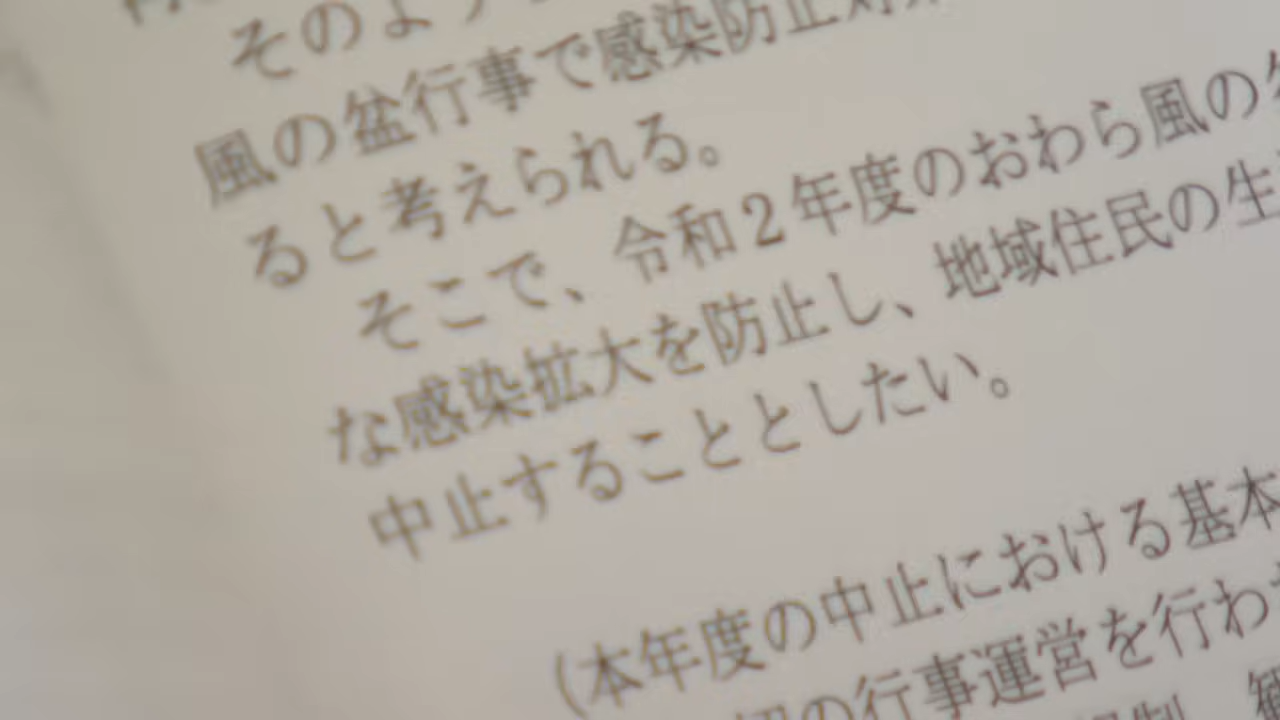 そのよう
風の盆行事で感染防止対
ると考えられる。
そこで、令和2年度のおわら風の
な感染拡大を防止し、地域住民の生
中止することとしたい。
(本年度の中止における基本
の行事運営を行わ